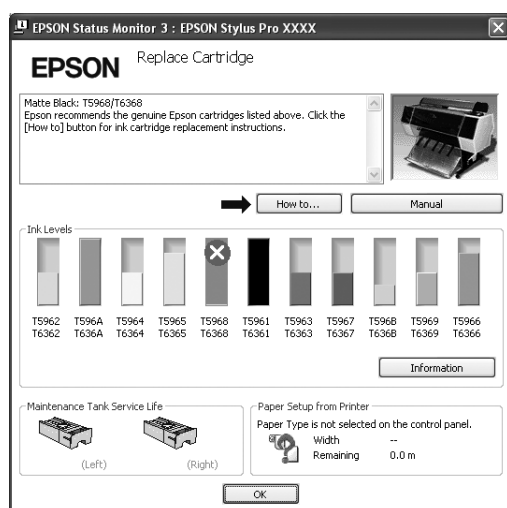 EPSON Status Monitor 3 : EPSON Stylus Pro XXXX
EPSON
Replace Cartridge
Matte Black: T5968/T6368
Epson recommends the genuine Epson cartridges listed above. Click the
[How to] button for ink cartridge replacement instructions.
How to...
Manual
Ink Levels
T5962 T596A T5964 T5965 T5968 T5961 T5963 T5967 T596B T5969 T5966
T6362 T636A T6364 T6365 T6368 T6361 T6363 T6367 T636B T6369 T6366
Information
Maintenance Tank Service Life
(Left) (Right)
Paper Setup from Printer
Paper Type is not selected on the control panel.
Width --
Remaining 0.0 m
OK